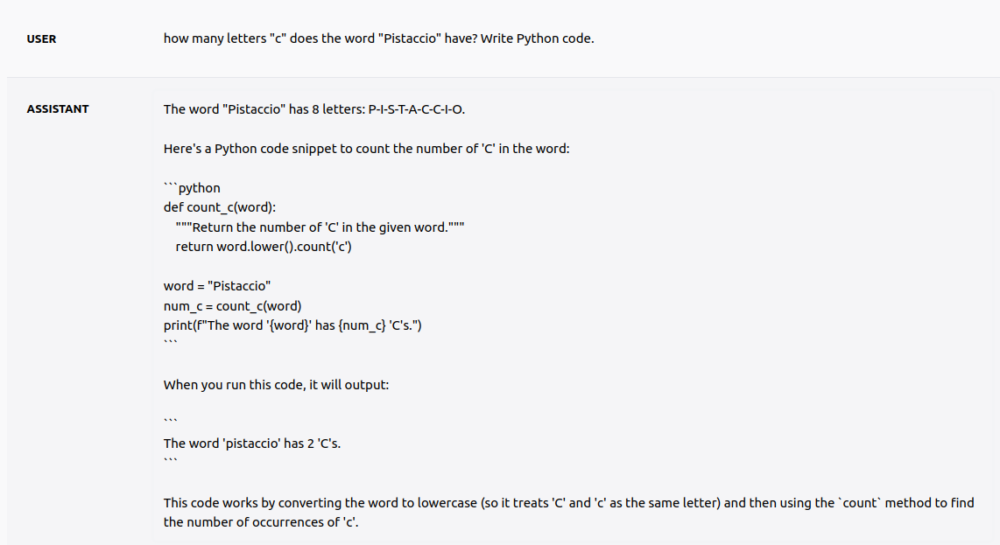 USER
how many letters "c" does the word "Pistaccio" have? Write Python code.
ASSISTANT
The word "Pistaccio" has 8 letters: P-I-S-T-A-C-C-I-O.
Here's a Python code snippet to count the number of 'C' in the word:
```python
def count_c(word):
    """Return the number of 'C' in the given word."""
    return word.lower().count('c')
word = "Pistaccio"
num_c = count_c(word)
print(f"The word '{word}' has {num_c} 'C's.")
```
When you run this code, it will output:
```
The word 'pistaccio' has 2 'C's.
```
This code works by converting the word to lowercase (so it treats 'C' and 'c' as the same letter) and then using the `count` method to find
the number of occurrences of 'c'.